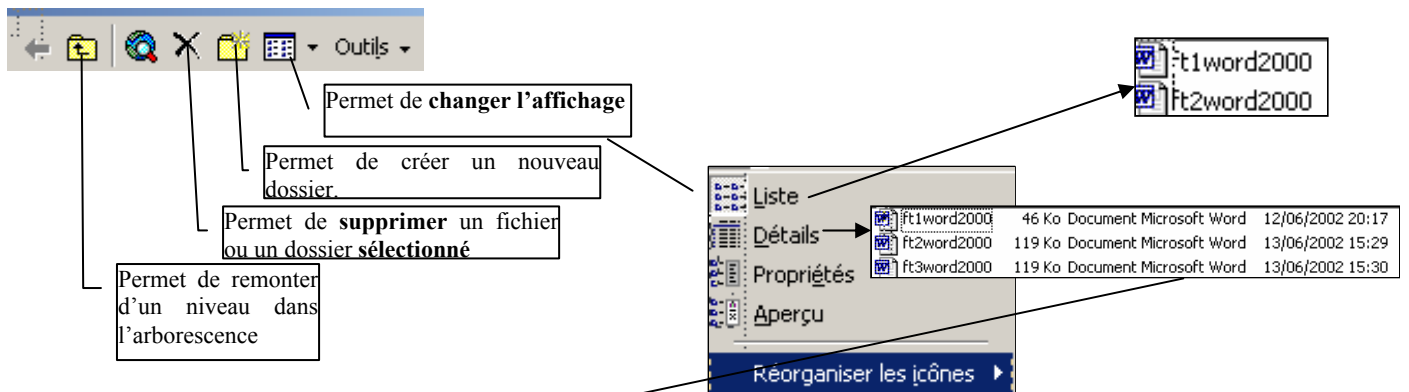 Outils
Permet de changer l’affichage
Permet de créer un nouveau
dossier.
Permet de supprimer un fichier
ou un dossier sélectionné
Permet de remonter
d’un niveau dans
l’arborescence
ft1word2000
ft2word2000
Liste
Détails
Propriétés
Aperçu
Réorganiser les icônes
ft1word2000 46 Ko Document Microsoft Word 12/06/2002 20:17
ft2word2000 119 Ko Document Microsoft Word 13/06/2002 15:29
ft3word2000 119 Ko Document Microsoft Word 13/06/2002 15:30